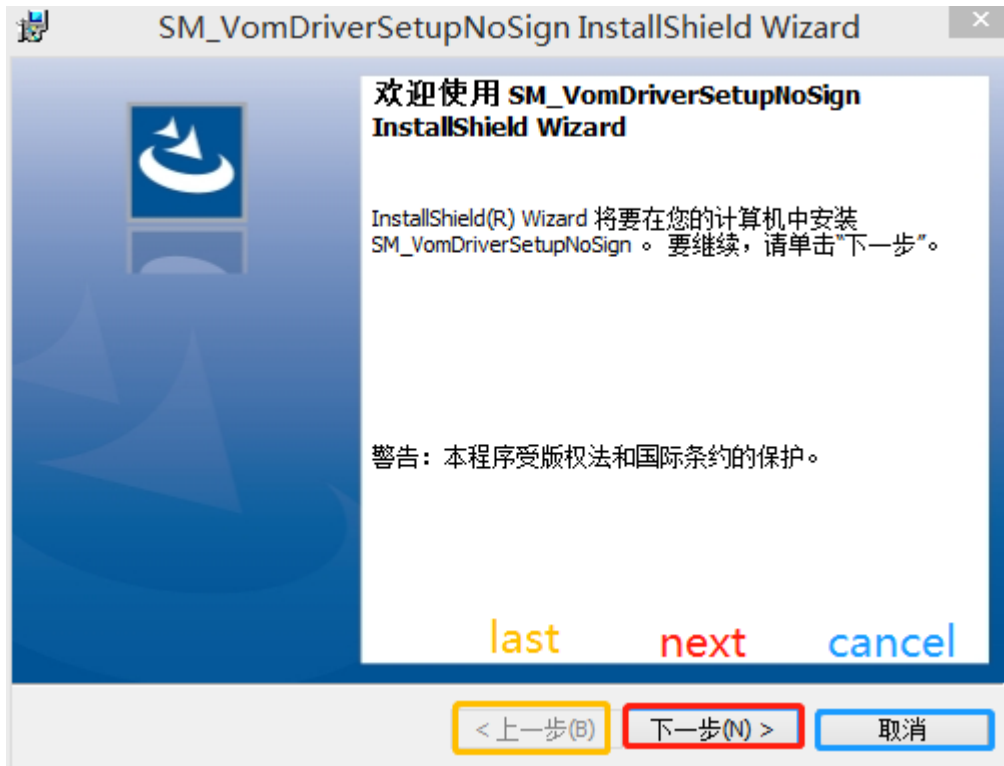 SM_VomDriverSetupNoSign InstallShield Wizard
欢迎使用 SM_VomDriverSetupNoSign
InstallShield Wizard
InstallShield(R) Wizard 将要在您的计算机中安装
SM_VomDriverSetupNoSign 。 要继续，请单击“下一步”。
警告：本程序受版权法和国际条约的保护。
last next cancel
< 上一步(B) 下一步(N) > 取消